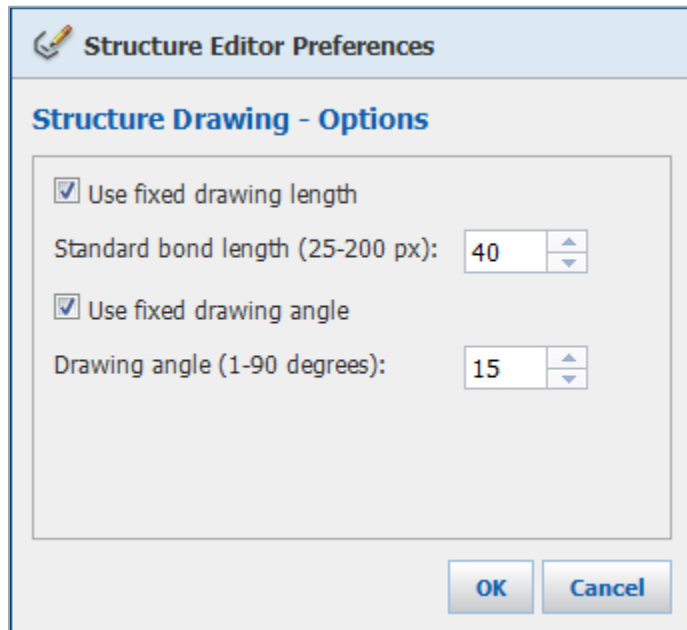 Structure Editor Preferences
Structure Drawing - Options
Use fixed drawing length
Standard bond length (25-200 px): 40
Use fixed drawing angle
Drawing angle (1-90 degrees): 15
OK Cancel